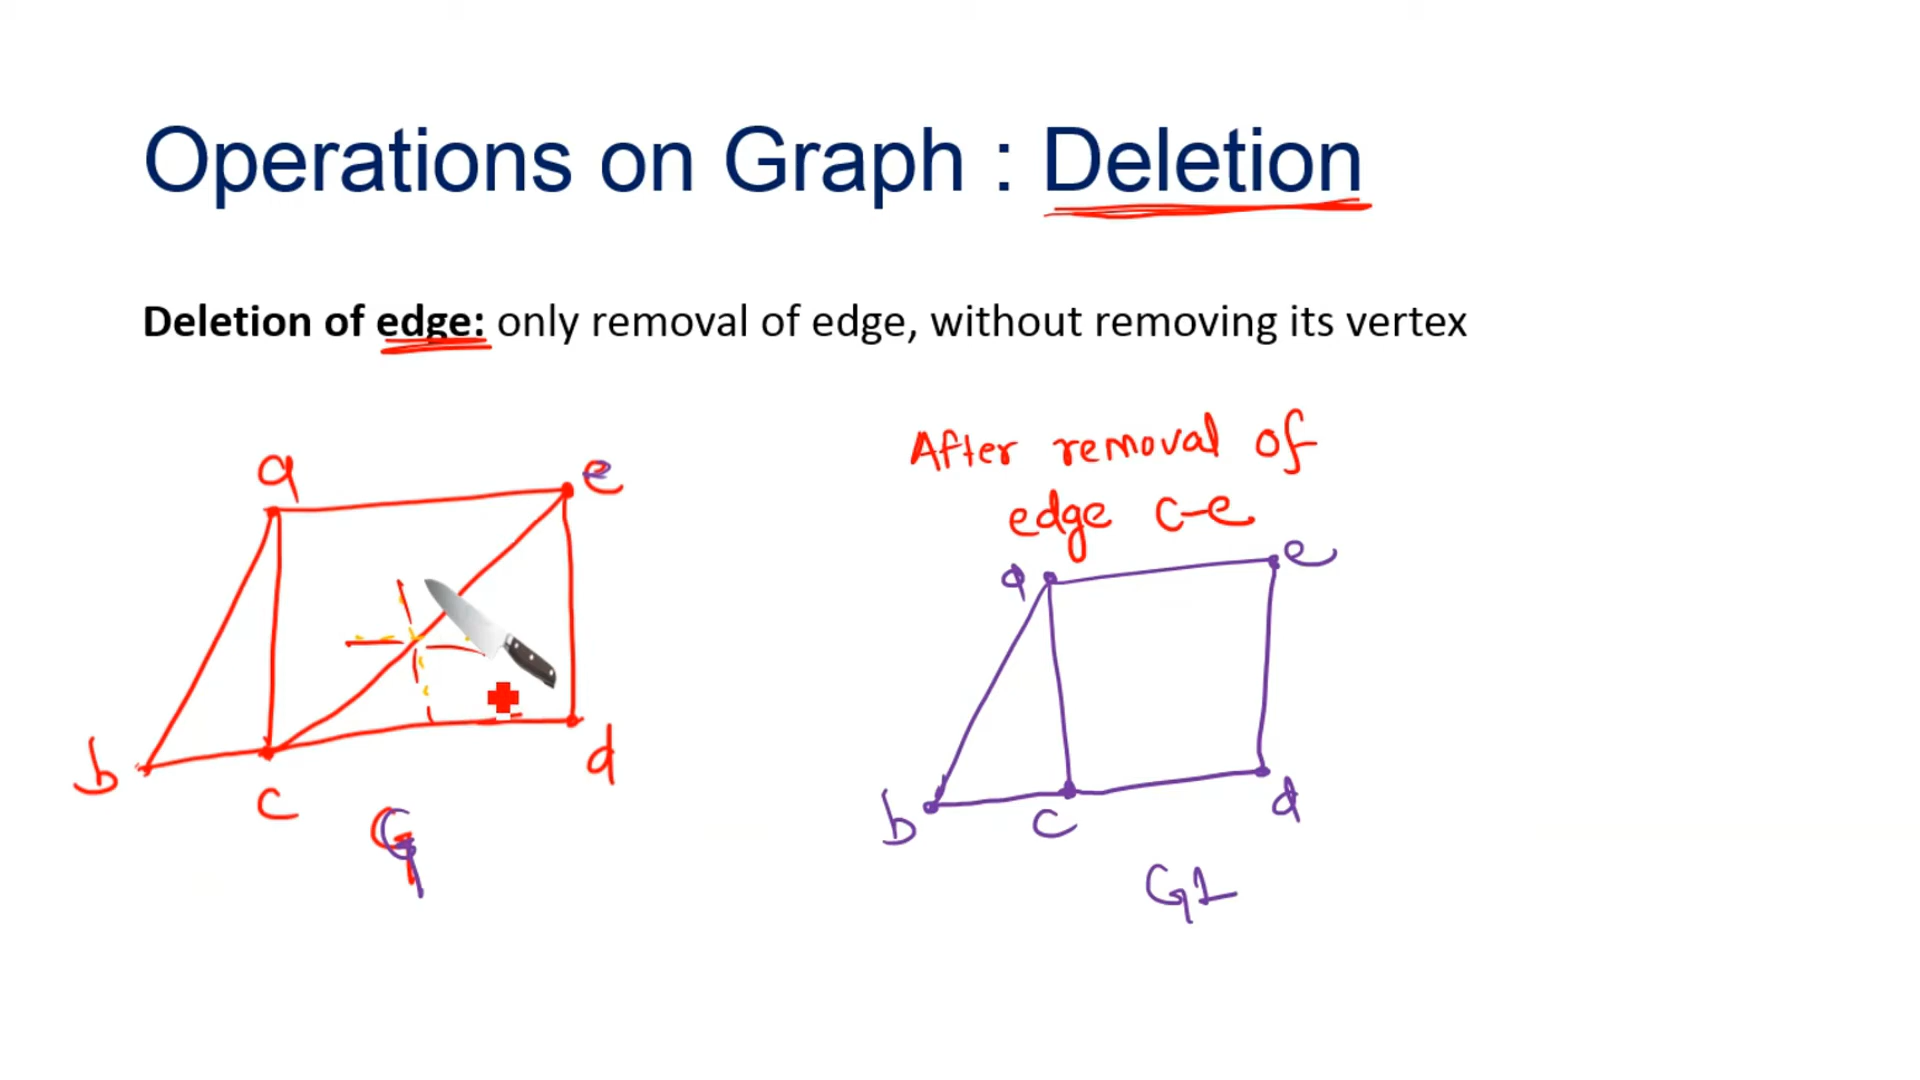 Operations on Graph : Deletion
Deletion of edge: only removal of edge, without removing its vertex
After removal of
edge c-e
a e
b c d
G
a e
b c d
G1